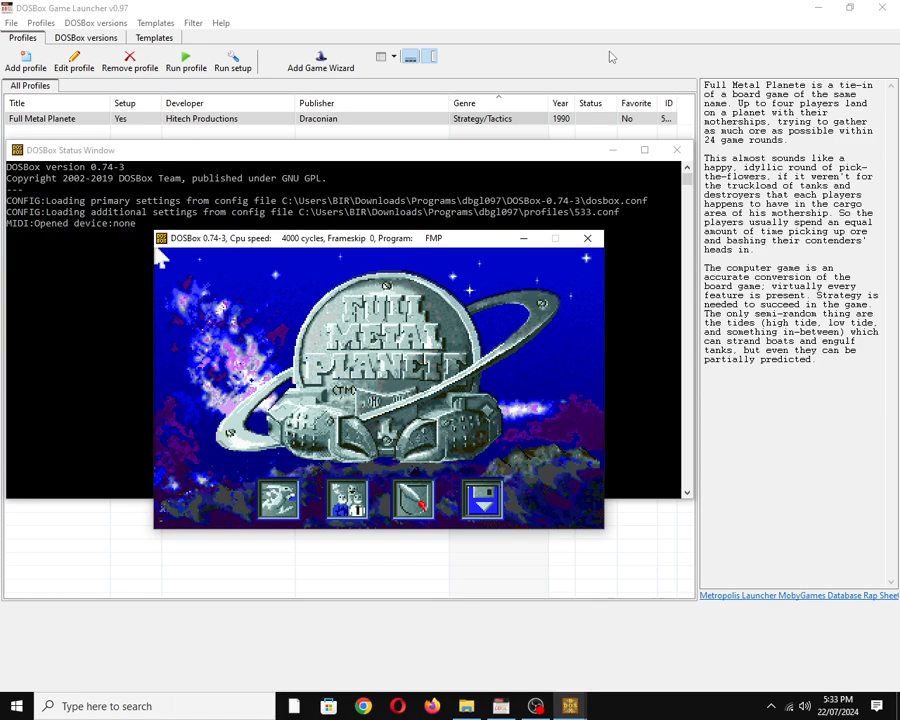 DOSBox Game Launcher v0.97
File Profiles DOSBox versions Templates Filter Help
Profiles DOSBox versions Templates
Add profile Edit profile Remove profile Run profile Run setup Add Game Wizard
All Profiles
Title Setup Developer Publisher Genre Year Status Favorite ID
Full Metal Planete Yes Hitech Productions Draconian Strategy/Tactics 1990 No 5...
DOSBox Status Window
DOSBox version 0.74-3
Copyright 2002-2019 DOSBox Team, published under GNU GPL.
---
CONFIG:Loading primary settings from config file C:\Users\BIR\Downloads\Programs\dbgl097\DOSBox-0.74-3\dosbox.conf
CONFIG:Loading additional settings from config file C:\Users\BIR\Downloads\Programs\dbgl097\profiles\533.conf
MIDI:Opened device:none
DOSBox 0.74-3, Cpu speed: 4000 cycles, Frameskip 0, Program: FMP
FULL
METAL
PLANETE
(TM)
Full Metal Planete is a tie-in
of a board game of the same
name. Up to four players land
on a planet with their
motherships, trying to gather
as much ore as possible within
24 game rounds.
This almost sounds like a
happy, idyllic round of pick-
the-flowers, if it weren't for
the truckload of tanks and
destroyers that each players
happens to have in the cargo
area of his mothership. So the
players usually spend an equal
amount of time picking up ore
and bashing their contenders'
heads in.
The computer game is an
accurate conversion of the
board game; virtually every
feature is present. Strategy is
needed to succeed in the game.
The only semi-random thing are
the tides (high tide, low tide,
and something in-between) which
can strand boats and engulf
tanks, but even they can be
partially predicted.
Metropolis Launcher MobyGames Database Rap Sheet
Type here to search
5:33 PM
22/07/2024